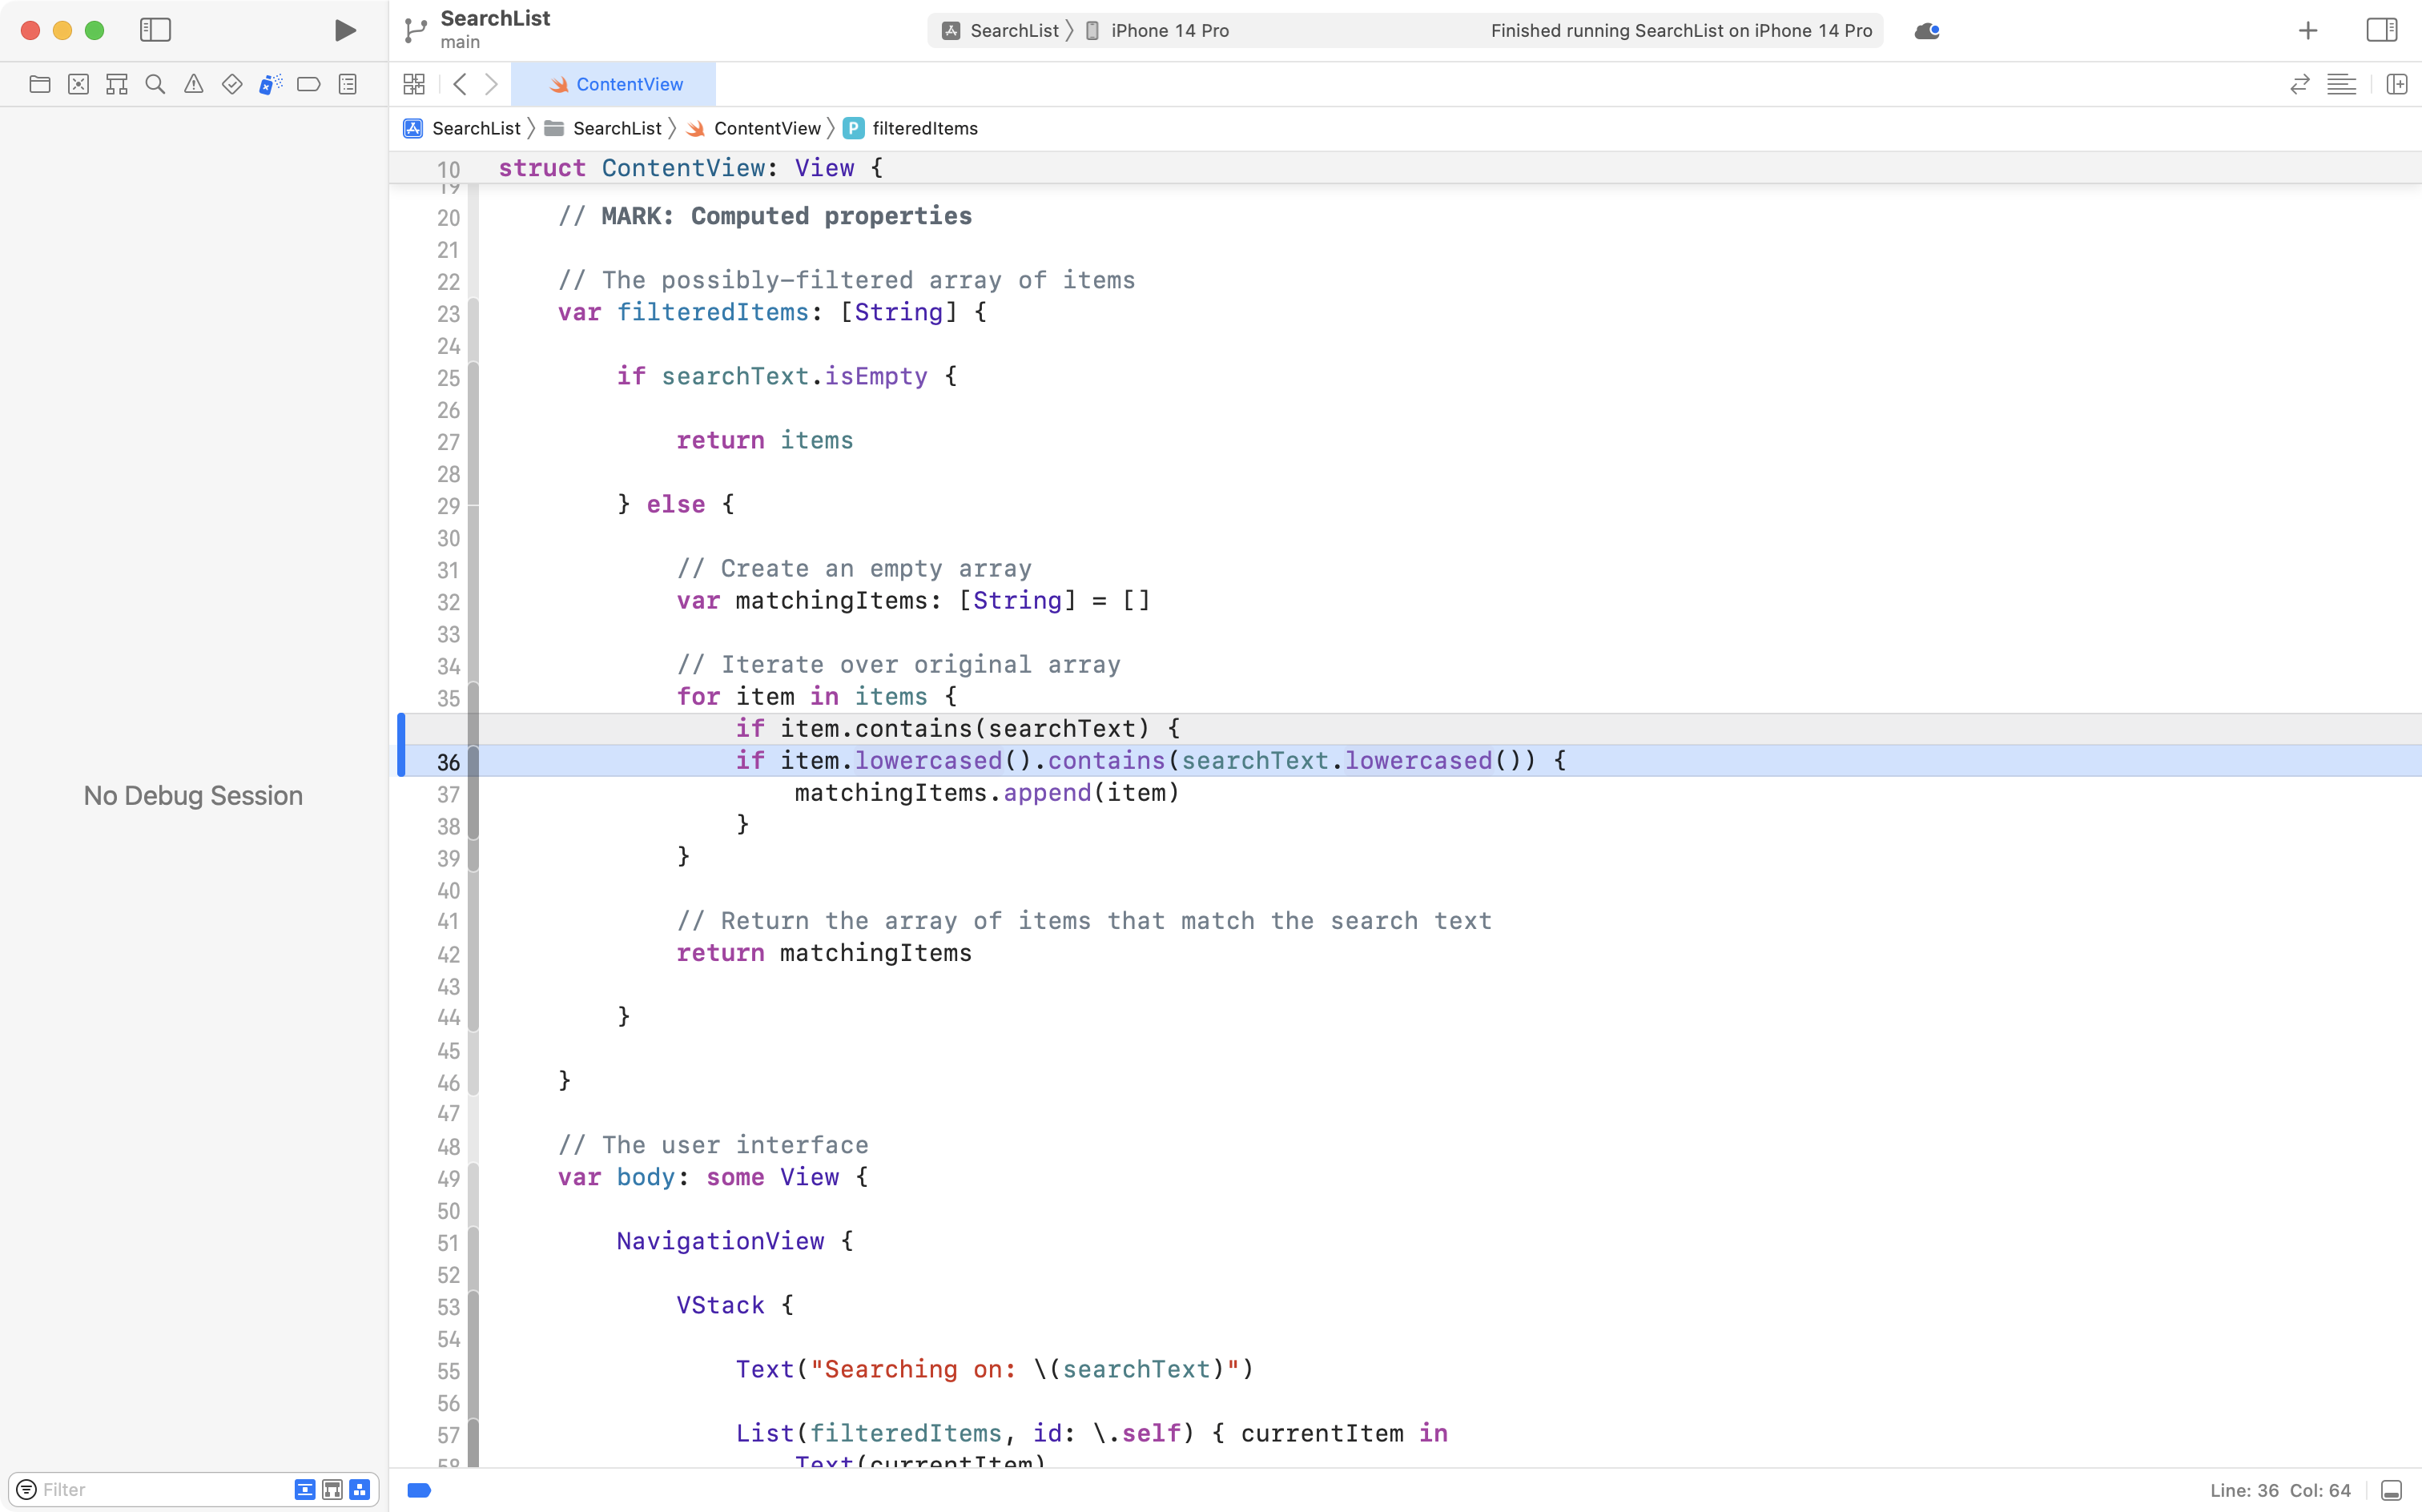 SearchList
main
SearchList
iPhone 14 Pro
Finished running SearchList on iPhone 14 Pro
ContentView
SearchList
SearchList
ContentView
P
filteredItems
10 struct ContentView: View {
19
20 // MARK: Computed properties
21
22 // The possibly-filtered array of items
23 var filteredItems: [String] {
24
25 if searchText.isEmpty {
26
27 return items
28
29 } else {
30
31 // Create an empty array
32 var matchingItems: [String] = []
33
34 // Iterate over original array
35 for item in items {
if item.contains(searchText) {
36 if item.lowercased().contains(searchText.lowercased()) {
37 matchingItems.append(item)
38 }
39 }
40
41 // Return the array of items that match the search text
42 return matchingItems
43
44 }
45
46 }
47
48 // The user interface
49 var body: some View {
50
51 NavigationView {
52
53 VStack {
54
55 Text("Searching on: \(searchText)")
56
57 List(filteredItems, id: \.self) { currentItem in
58 Text(currentItem)
No Debug Session
Filter
Line: 36 Col: 64